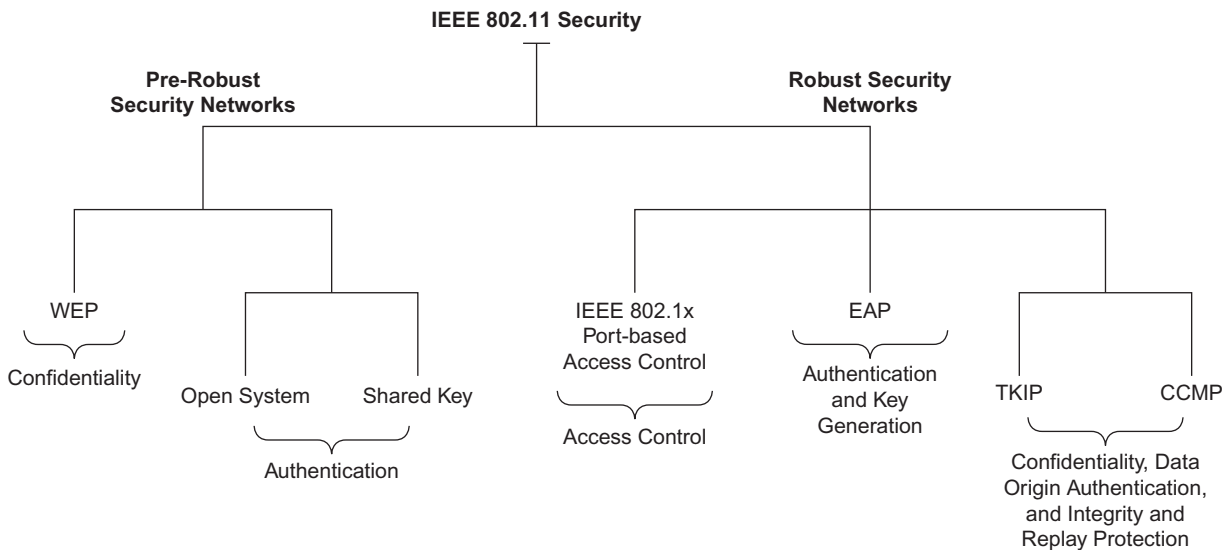 IEEE 802.11 Security
Pre-Robust
Security Networks
Robust Security
Networks
WEP
Confidentiality
Open System
Shared Key
Authentication
IEEE 802.1x
Port-based
Access Control
Access Control
EAP
Authentication
and Key
Generation
TKIP
CCMP
Confidentiality, Data
Origin Authentication,
and Integrity and
Replay Protection